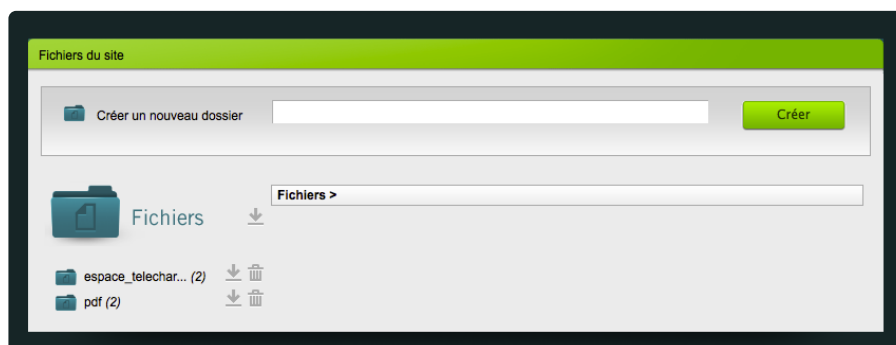 Fichiers du site
Créer un nouveau dossier
Créer
Fichiers >
Fichiers
espace_telechar... (2)
pdf (2)